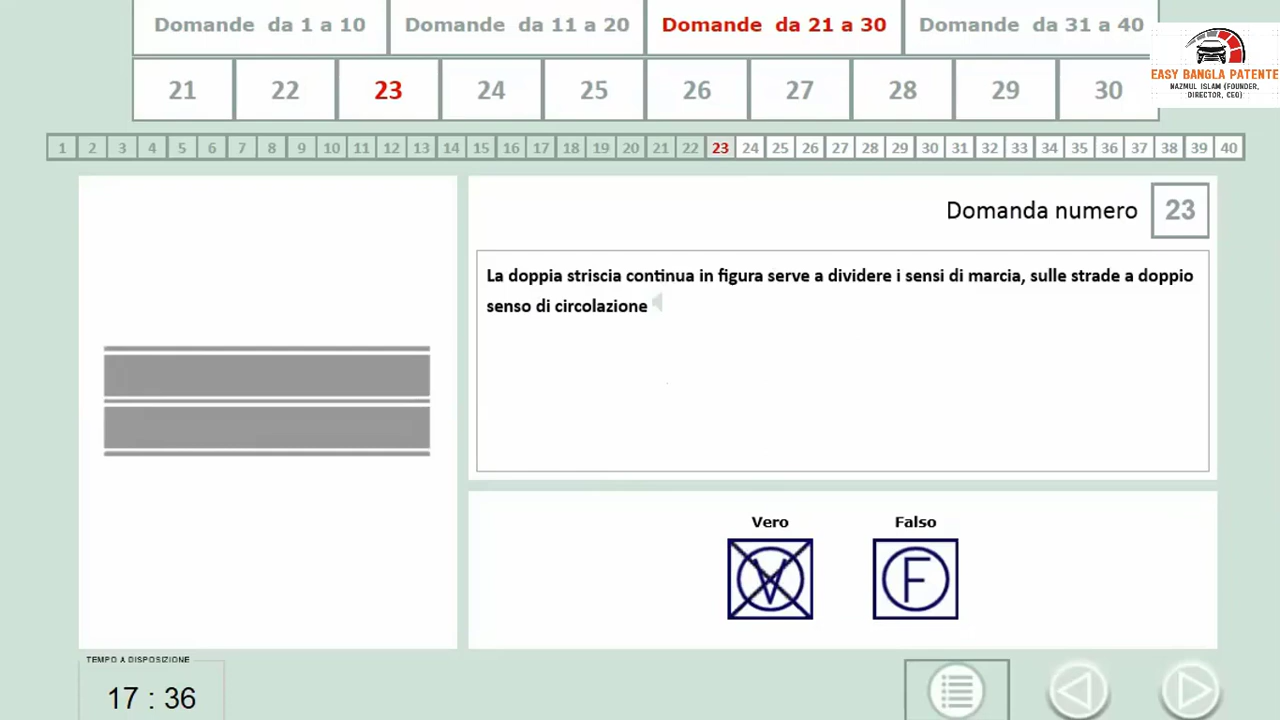 Domande da 1 a 10
Domande da 11 a 20
Domande da 21 a 30
Domande da 31 a 40
21 22 23 24 25 26 27 28 29 30
EASY BANGLA PATENTE
NAZMUL ISLAM (FOUNDER,
DIRECTOR, CEO)
1 2 3 4 5 6 7 8 9 10 11 12 13 14 15 16 17 18 19 20 21 22 23 24 25 26 27 28 29 30 31 32 33 34 35 36 37 38 39 40
Domanda numero 23
La doppia striscia continua in figura serve a dividere i sensi di marcia, sulle strade a doppio
senso di circolazione
Vero Falso
V F
TEMPO A DISPOSIZIONE
17 : 36